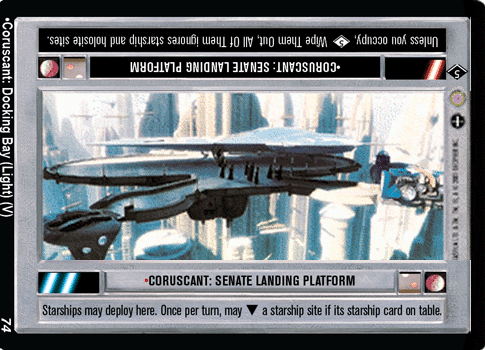 Unless you occupy, Wipe Them Out, All Of Them ignores starship and holosite sites.
•CORUSCANT: SENATE LANDING PLATFORM
5
•CORUSCANT: SENATE LANDING PLATFORM
Starships may deploy here. Once per turn, may ▼ a starship site if its starship card on table.
•Coruscant: Docking Bay (Light) (V)
74